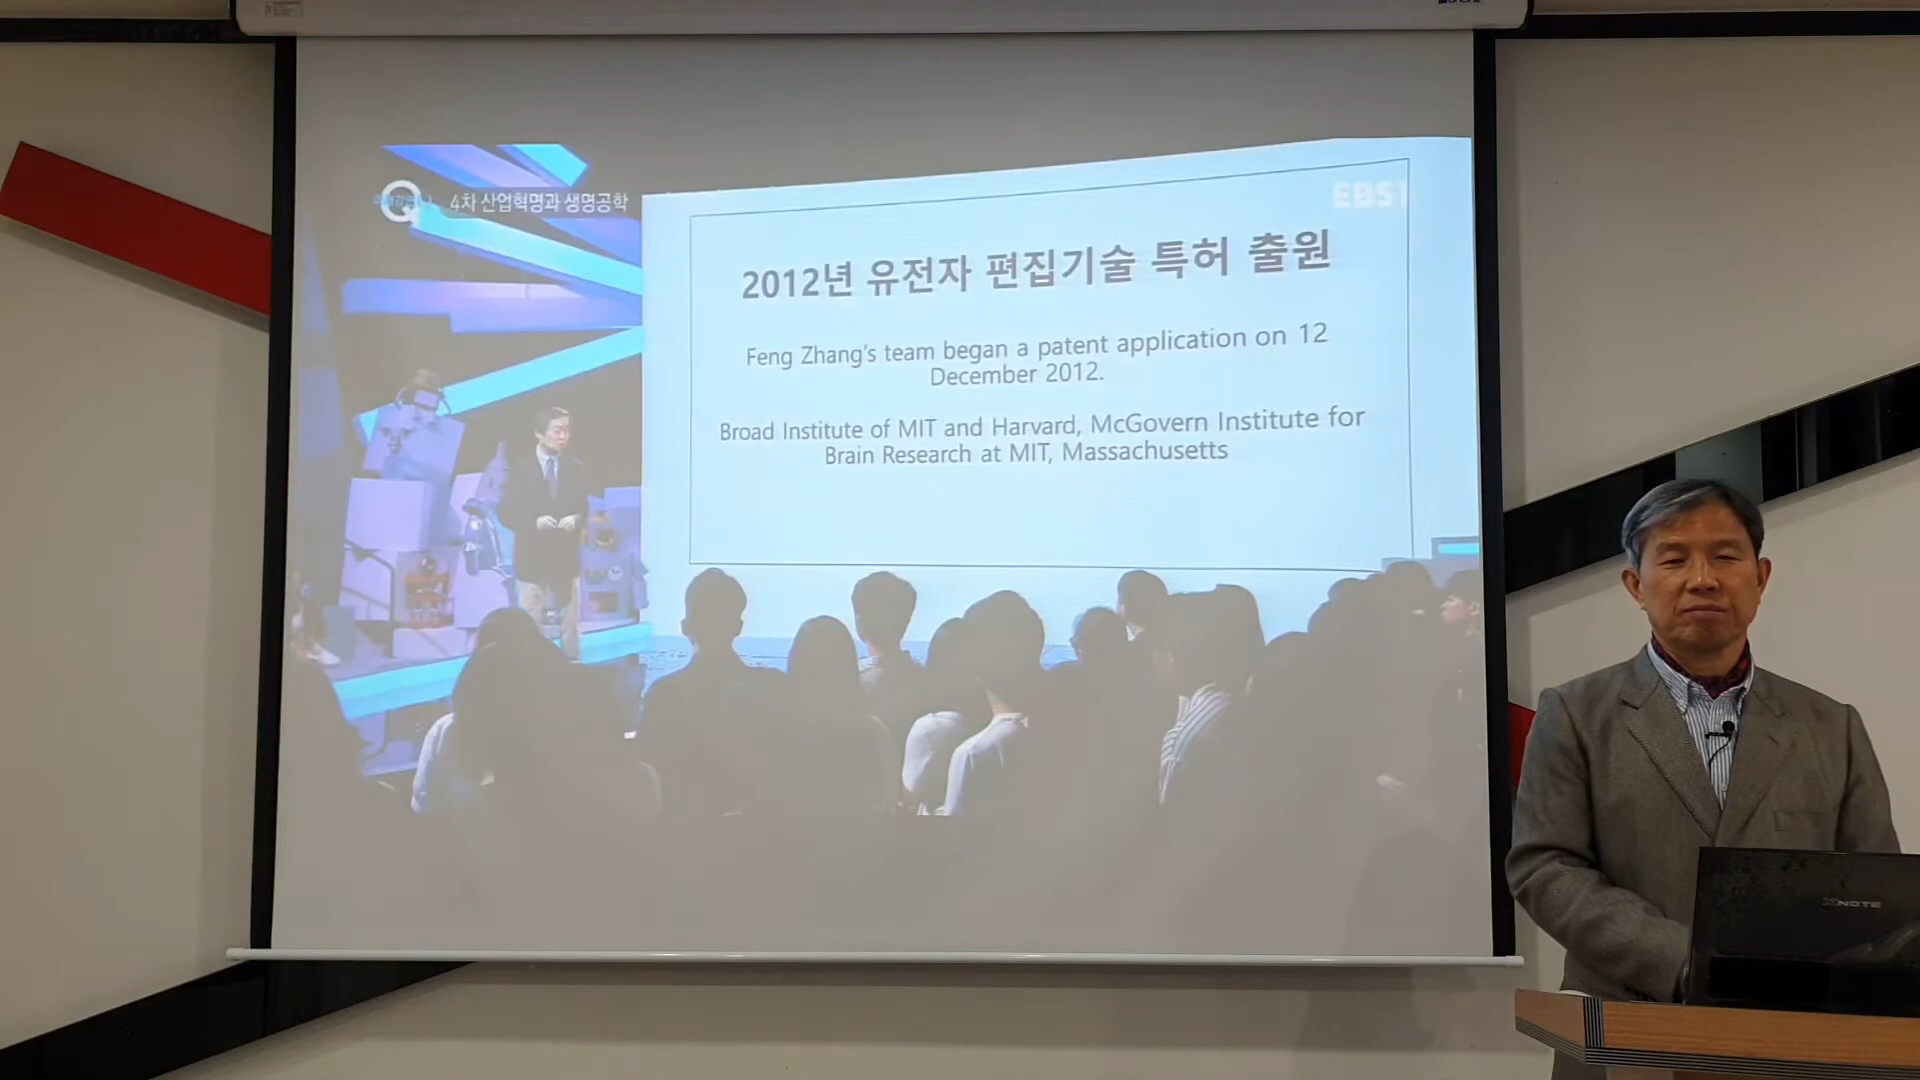 4차 산업혁명과 생명공학
EBS1
2012년 유전자 편집기술 특허 출원
Feng Zhang's team began a patent application on 12
December 2012.
Broad Institute of MIT and Harvard, McGovern Institute for
Brain Research at MIT, Massachusetts
XNOTE